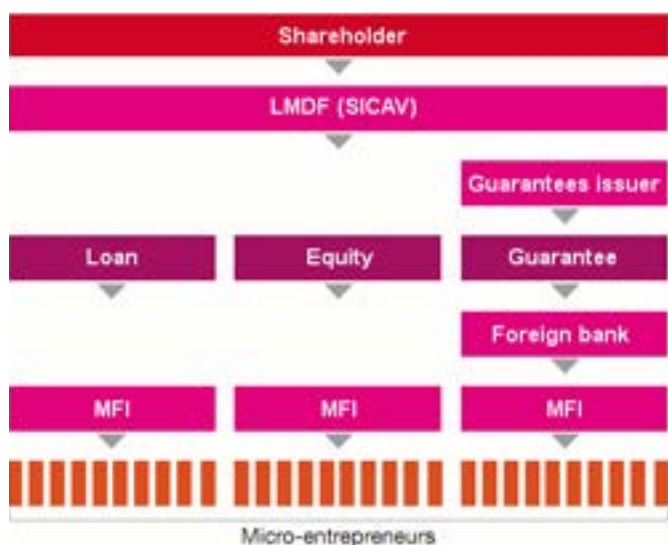 Shareholder
LMDF (SICAV)
Guarantees issuer
Loan Equity Guarantee
Foreign bank
MFI MFI MFI
Micro-entrepreneurs